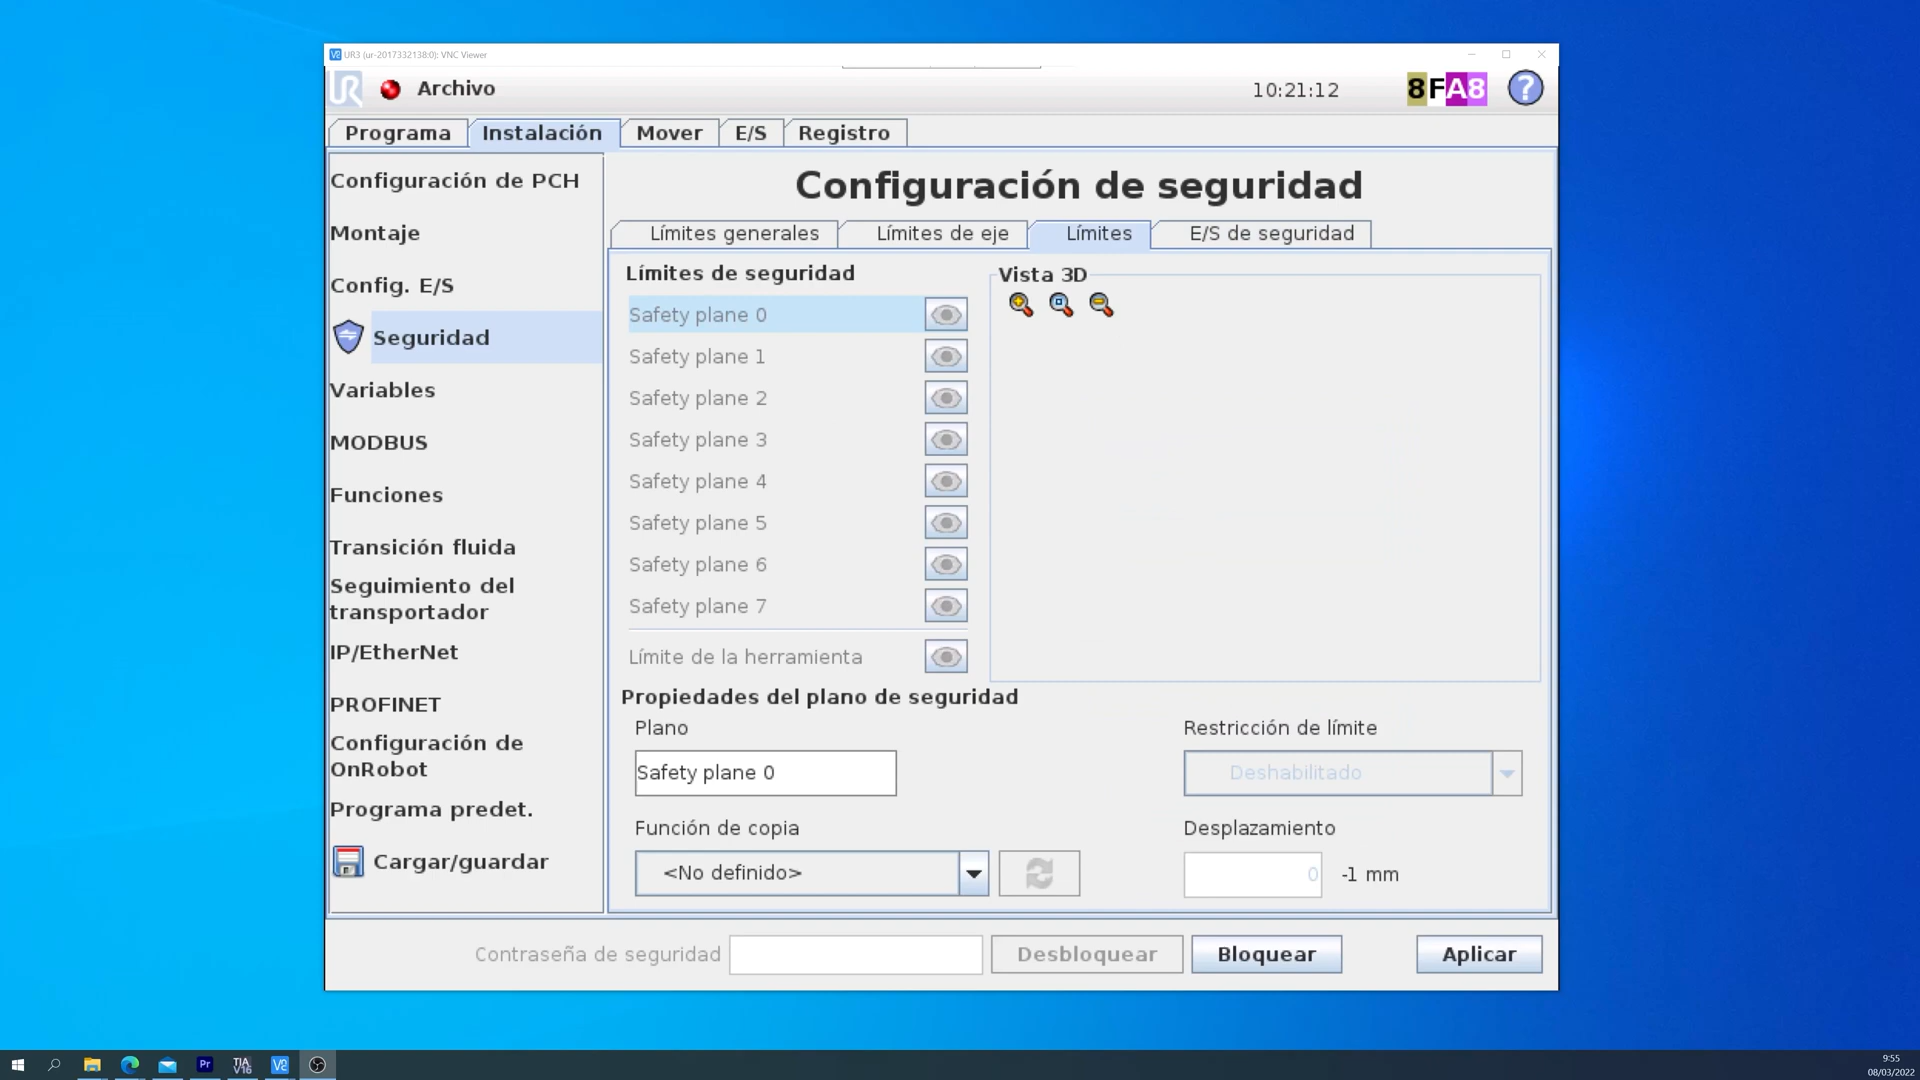 UR3 (ur-2017332138:0): VNC Viewer
UR
Archivo
10:21:12
8FA8
?
Programa
Instalación
Mover
E/S
Registro
Configuración de PCH
Montaje
Config. E/S
Seguridad
Variables
MODBUS
Funciones
Transición fluida
Seguimiento del
transportador
IP/EtherNet
PROFINET
Configuración de
OnRobot
Programa predet.
Cargar/guardar
Configuración de seguridad
Límites generales
Límites de eje
Límites
E/S de seguridad
Límites de seguridad
Safety plane 0
Safety plane 1
Safety plane 2
Safety plane 3
Safety plane 4
Safety plane 5
Safety plane 6
Safety plane 7
Límite de la herramienta
Vista 3D
Propiedades del plano de seguridad
Plano
Safety plane 0
Restricción de límite
Deshabilitado
Función de copia
<No definido>
Desplazamiento
0
-1 mm
Contraseña de seguridad
Desbloquear
Bloquear
Aplicar
Pr
TIA
V16
9:55
08/03/2022